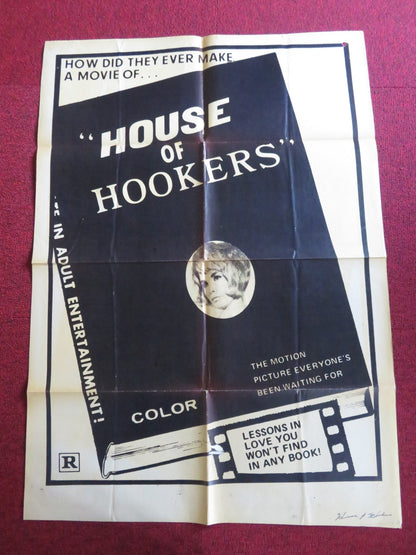 HOW DID THEY EVER MAKE
A MOVIE OF...
"HOUSE
OF
HOOKERS"
IN ADULT ENTERTAINMENT!
THE MOTION
PICTURE EVERYONE'S
BEEN WAITING FOR
COLOR
LESSONS IN
LOVE YOU
WON'T FIND
IN ANY BOOK!
R